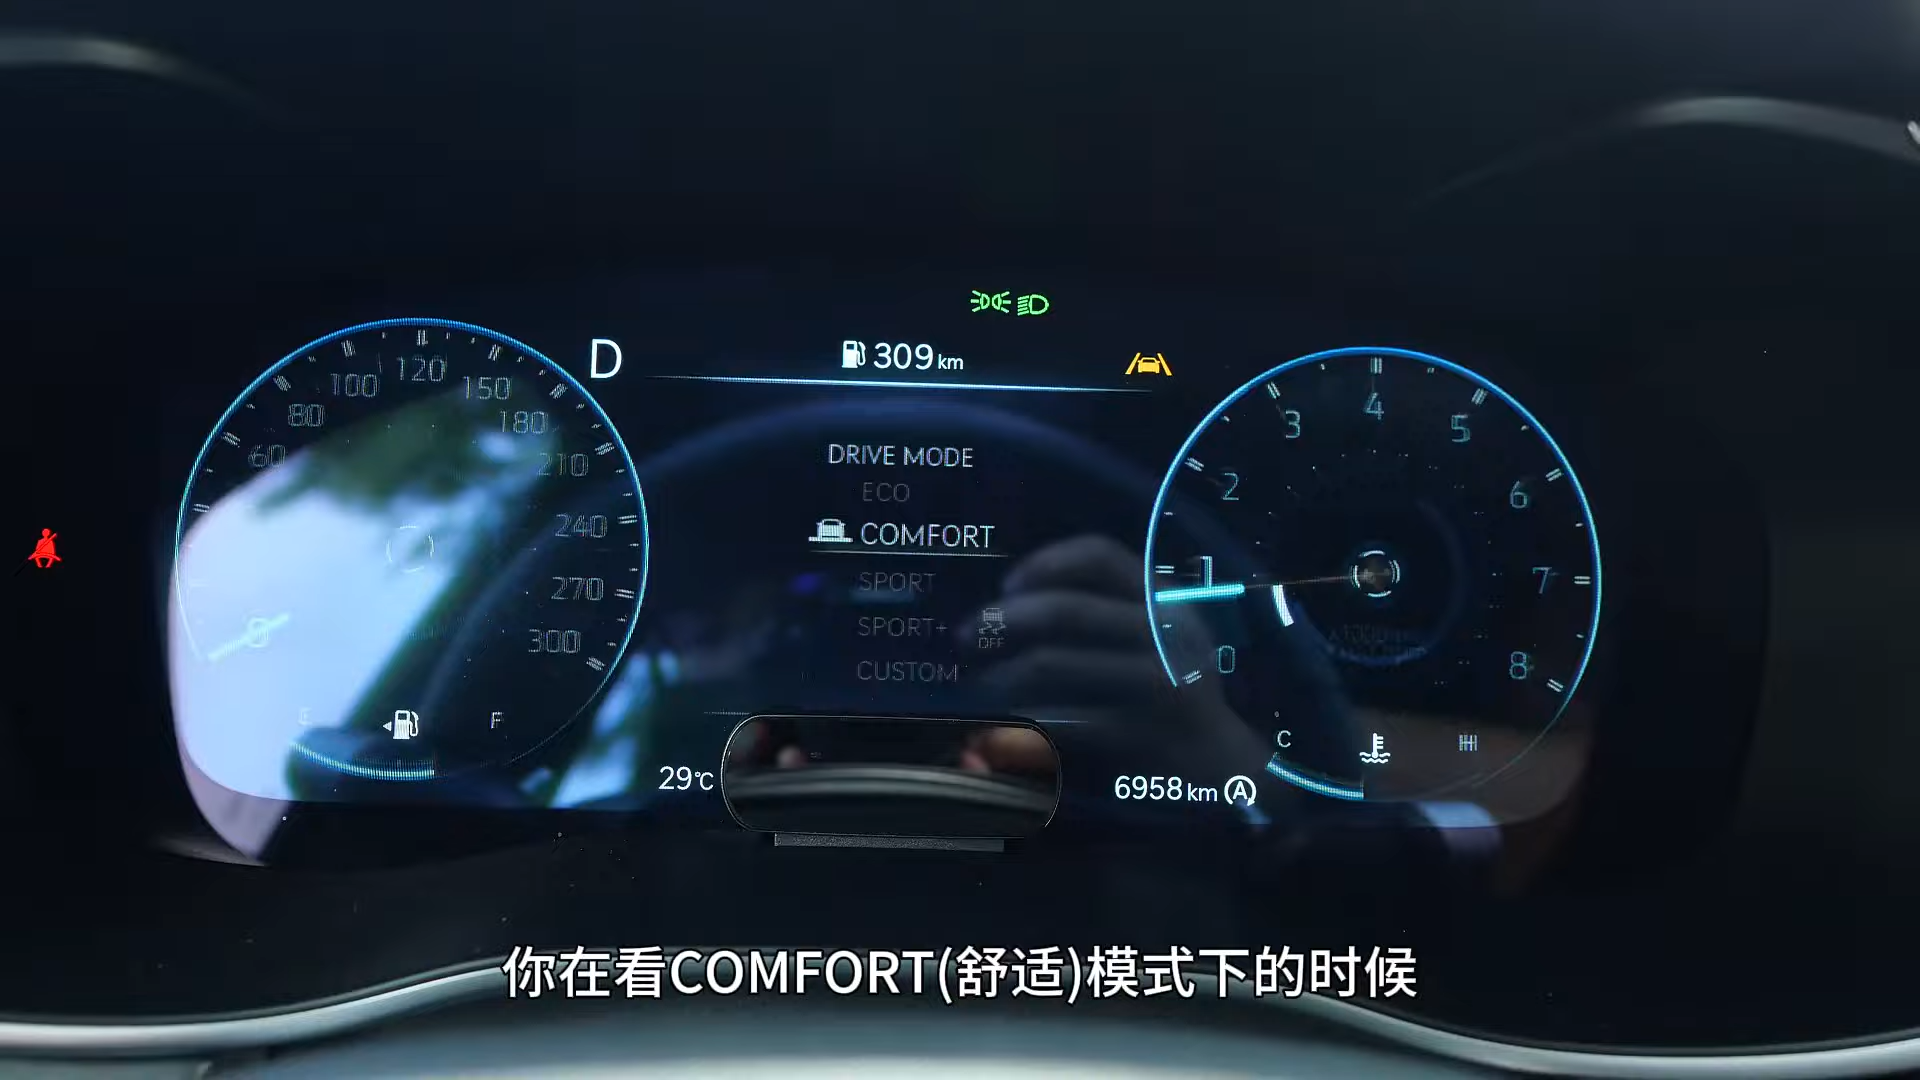 D
309 km
120
100
150
80
180
60
210
240
270
300
0
E
F
DRIVE MODE
ECO
COMFORT
SPORT
SPORT+
OFF
CUSTOM
4
3
5
2
6
1
7
0
8
C
H
29℃
6958 km
A
你在看COMFORT(舒适)模式下的时候